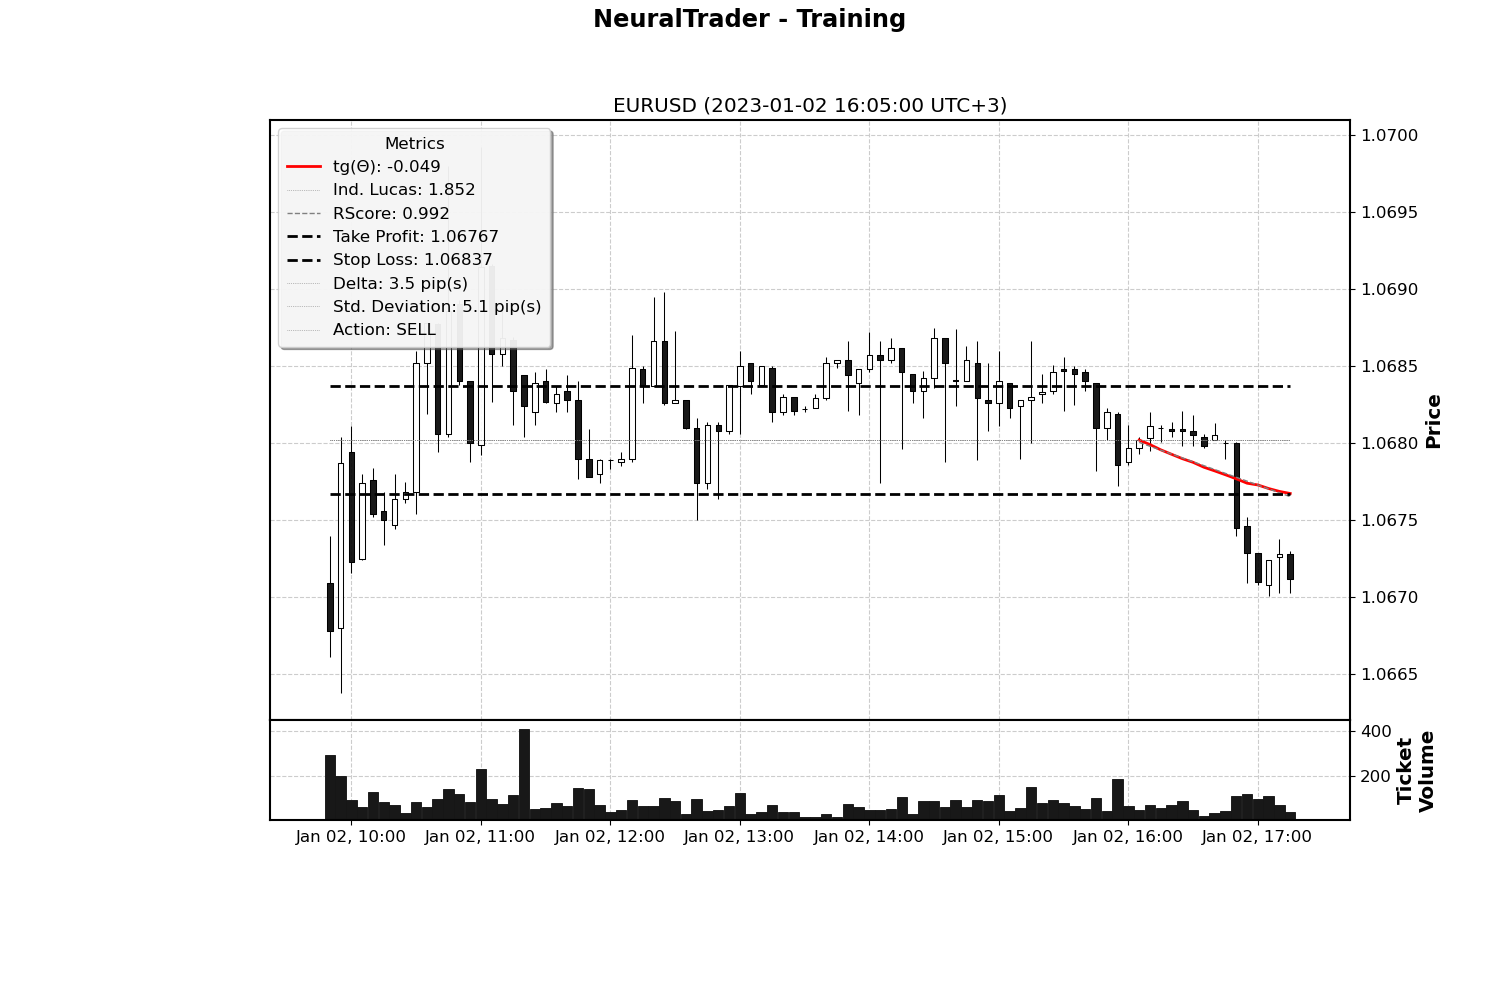 NeuralTrader - Training
EURUSD (2023-01-02 16:05:00 UTC+3)
Metrics
tg(Θ): -0.049
Ind. Lucas: 1.852
RScore: 0.992
Take Profit: 1.06767
Stop Loss: 1.06837
Delta: 3.5 pip(s)
Std. Deviation: 5.1 pip(s)
Action: SELL
1.0700
1.0695
1.0690
1.0685
1.0680
1.0675
1.0670
1.0665
Price
400
200
Ticket
Volume
Jan 02, 10:00
Jan 02, 11:00
Jan 02, 12:00
Jan 02, 13:00
Jan 02, 14:00
Jan 02, 15:00
Jan 02, 16:00
Jan 02, 17:00